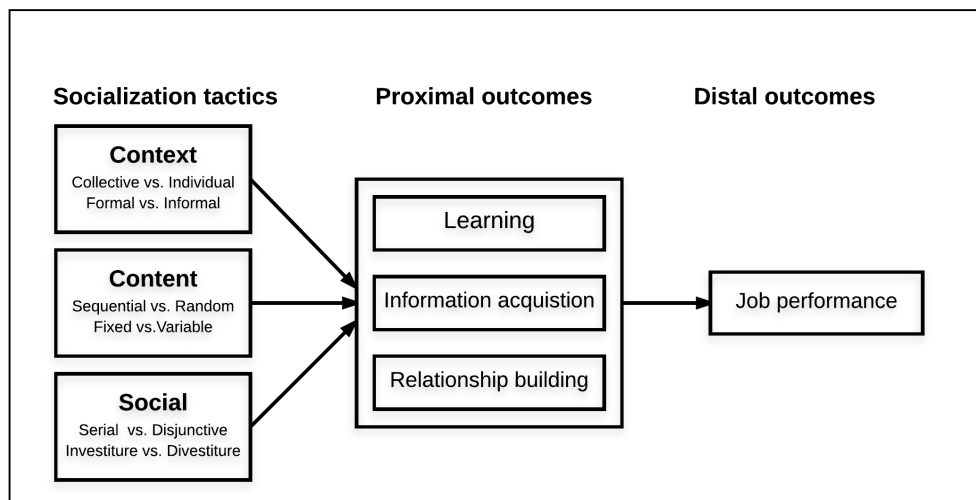 Socialization tactics
Proximal outcomes
Distal outcomes
Context
Collective vs. Individual
Formal vs. Informal
Content
Sequential vs. Random
Fixed vs.Variable
Social
Serial  vs. Disjunctive
Investiture vs. Divestiture
Learning
Information acquistion
Relationship building
Job performance